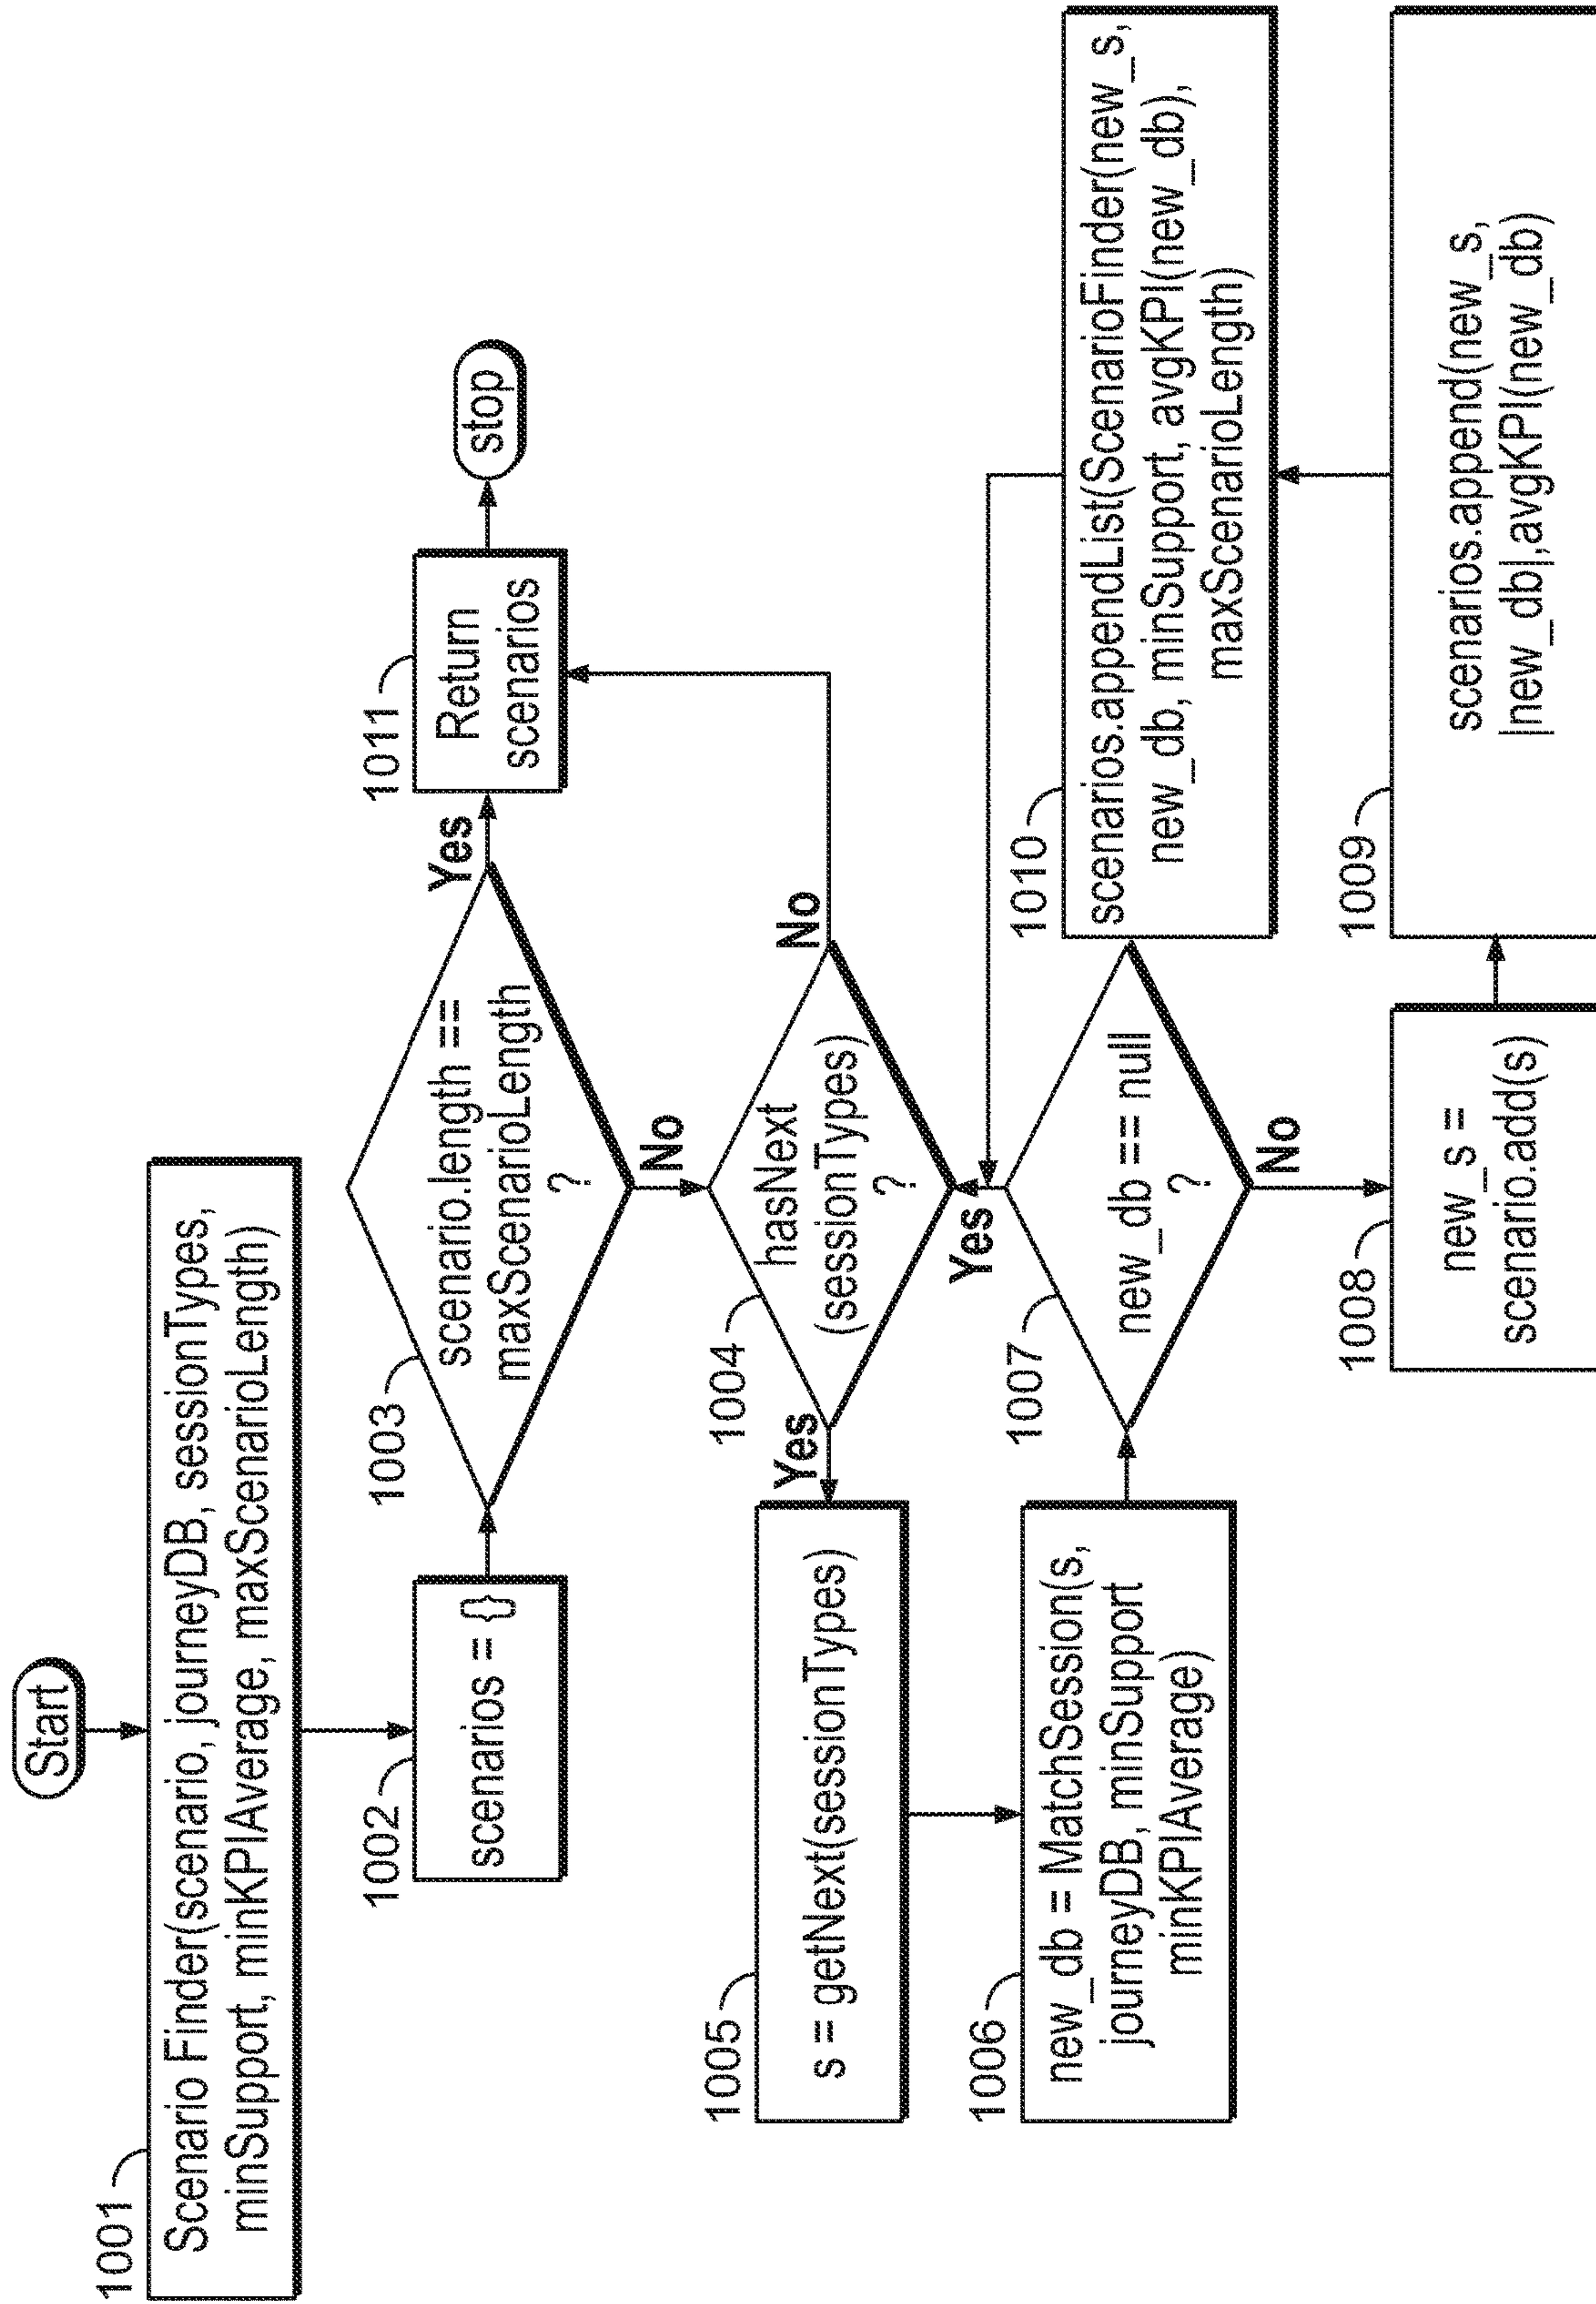 Start
1001
Scenario Finder(scenario, journeyDB, sessionTypes,
minSupport, minKPIAverage, maxScenarioLength)
1002
scenarios = {}
1003
scenario.length ==
maxScenarioLength
?
Yes
No
1011
Return
scenarios
stop
1004
hasNext
(sessionTypes)
?
Yes
No
1005
s = getNext(sessionTypes)
1006
new_db = MatchSession(s,
journeyDB, minSupport
minKPIAverage)
1007
new_db == null
?
Yes
No
1008
new_s =
scenario.add(s)
1009
scenarios.append(new_s,
|new_db|,avgKPI(new_db)
1010
scenarios.appendList(ScenarioFinder(new_s,
new_db, minSupport, avgKPI(new_db),
maxScenarioLength)